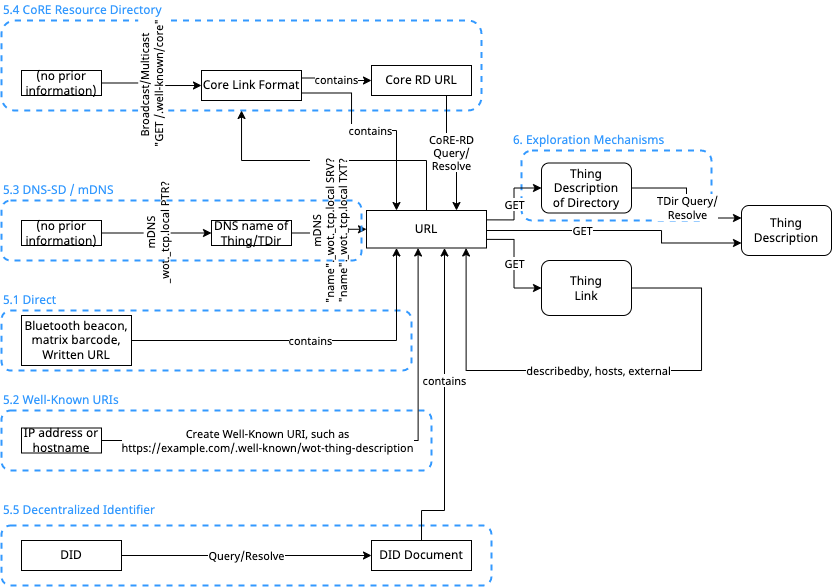 5.4 CoRE Resource Directory
(no prior
information)
Broadcast/Multicast
"GET /.well-known/core"
Core Link Format
contains
Core RD URL
contains
CoRE-RD
Query/
Resolve
6. Exploration Mechanisms
Thing
Description
of Directory
GET
TDir Query/
Resolve
Thing
Description
5.3 DNS-SD / mDNS
(no prior
information)
mDNS
_wot._tcp.local PTR?
DNS name of
Thing/TDir
mDNS
"name"_wot._tcp.local SRV?
"name"_wot._tcp.local TXT?
URL
GET
GET
Thing
Link
5.1 Direct
Bluetooth beacon,
matrix barcode,
Written URL
contains
describedby, hosts, external
contains
5.2 Well-Known URIs
IP address or
hostname
Create Well-Known URI, such as
https://example.com/.well-known/wot-thing-description
5.5 Decentralized Identifier
DID
Query/Resolve
DID Document